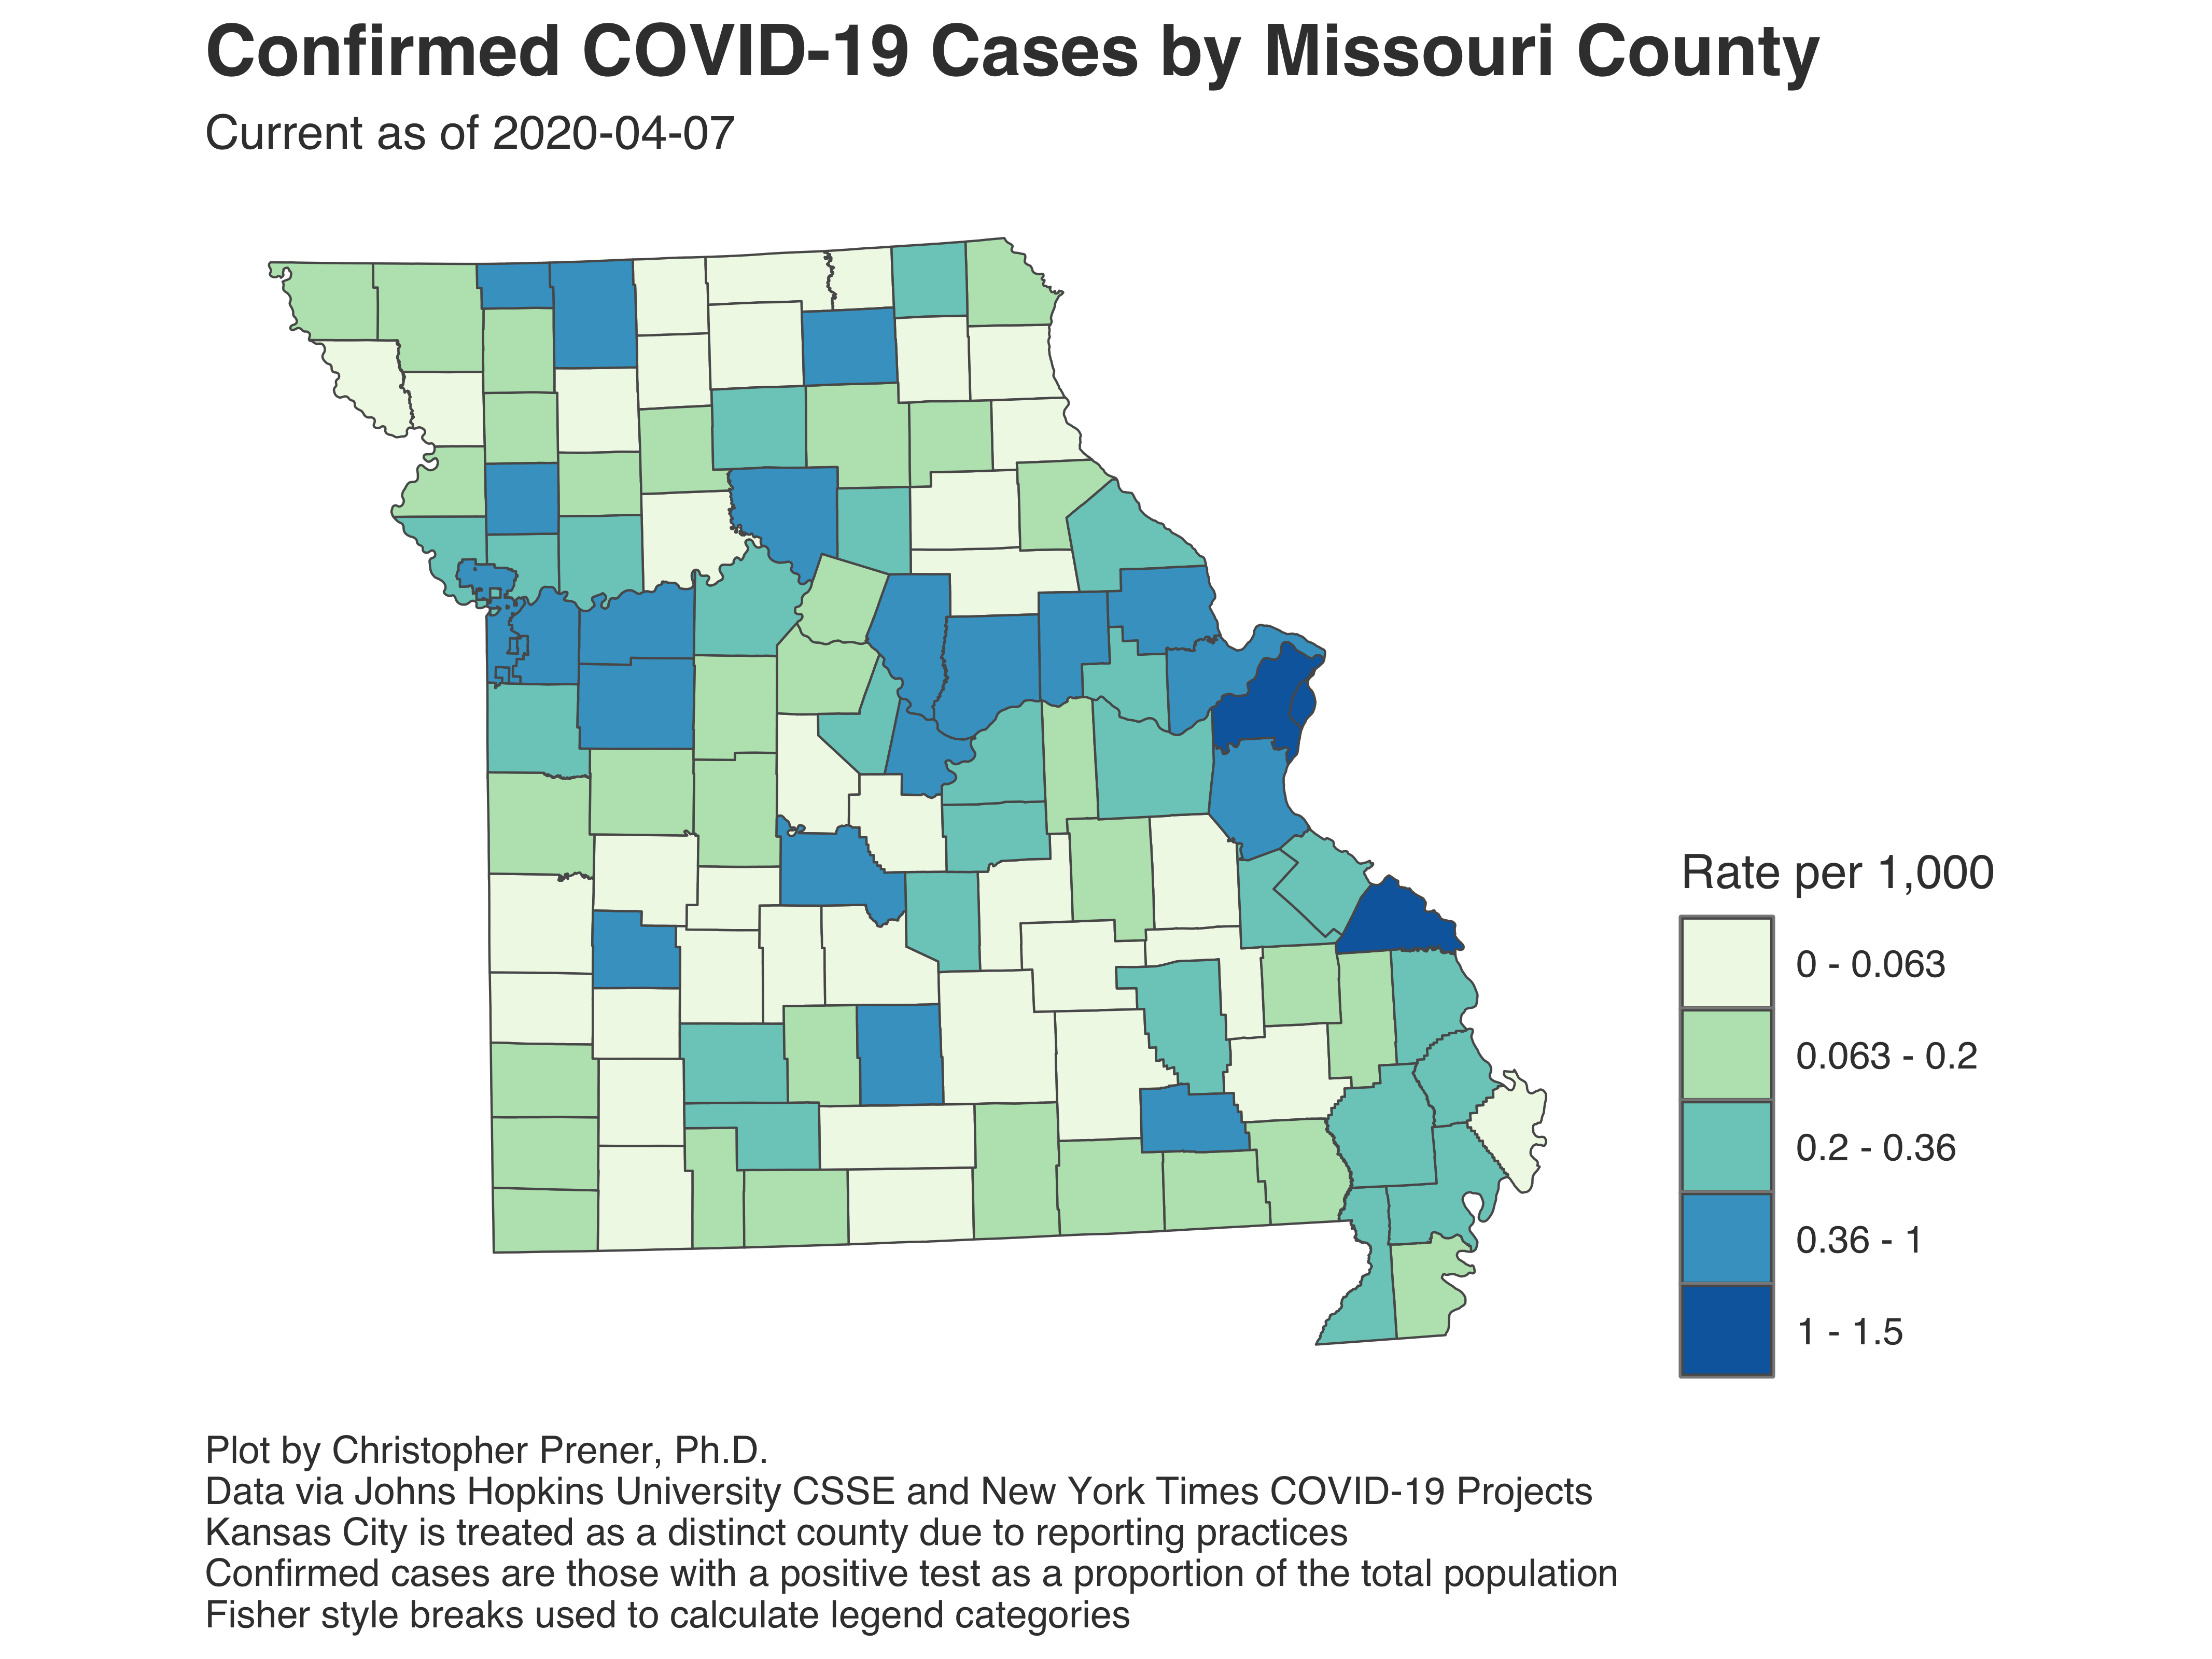 Confirmed COVID-19 Cases by Missouri County
Current as of 2020-04-07
Rate per 1,000
0 - 0.063
0.063 - 0.2
0.2 - 0.36
0.36 - 1
1 - 1.5
Plot by Christopher Prener, Ph.D.
Data via Johns Hopkins University CSSE and New York Times COVID-19 Projects
Kansas City is treated as a distinct county due to reporting practices
Confirmed cases are those with a positive test as a proportion of the total population
Fisher style breaks used to calculate legend categories